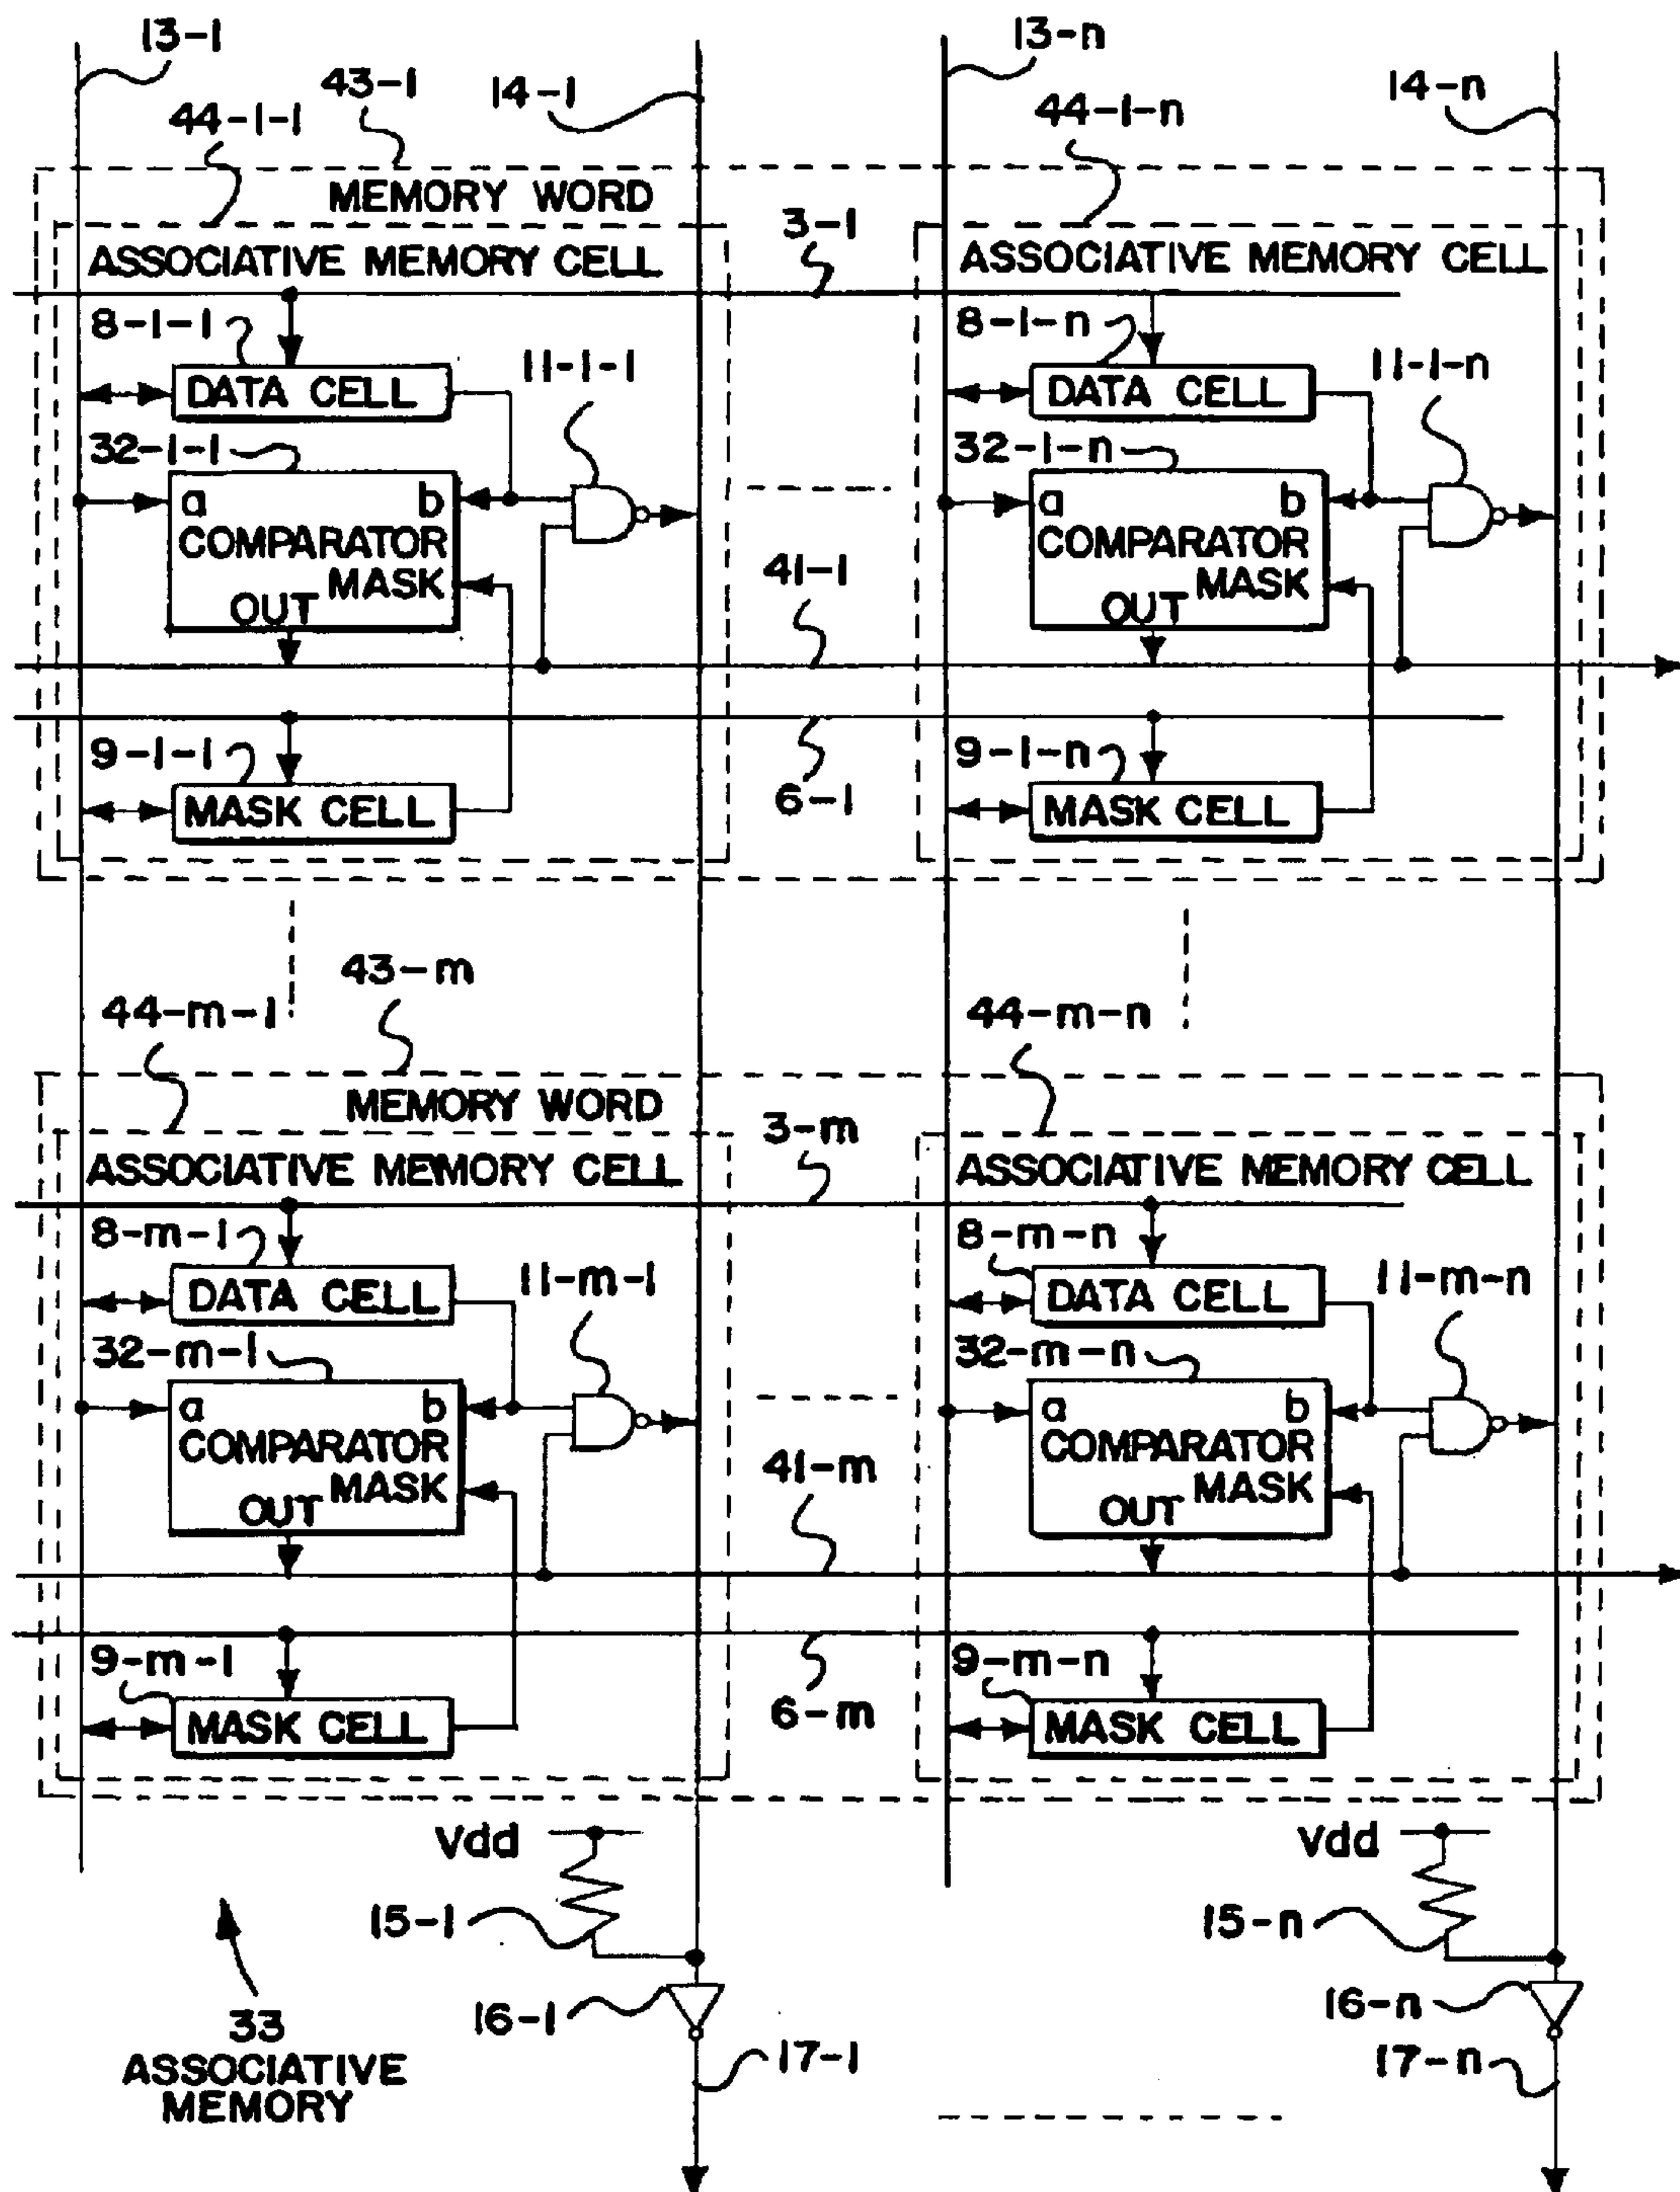 13-1
13-n
43-1
14-1
14-n
44-1-1
44-1-n
MEMORY WORD
3-1
ASSOCIATIVE MEMORY CELL
ASSOCIATIVE MEMORY CELL
8-1-1
8-1-n
11-1-1
11-1-n
DATA CELL
DATA CELL
32-1-1
32-1-n
a b
a b
COMPARATOR
COMPARATOR
MASK
MASK
41-1
OUT
OUT
9-1-1
9-1-n
6-1
MASK CELL
MASK CELL
43-m
44-m-1
44-m-n
MEMORY WORD
3-m
ASSOCIATIVE MEMORY CELL
ASSOCIATIVE MEMORY CELL
8-m-1
8-m-n
11-m-1
11-m-n
DATA CELL
DATA CELL
32-m-1
32-m-n
a b
a b
COMPARATOR
COMPARATOR
41-m
MASK
MASK
OUT
OUT
9-m-1
9-m-n
6-m
MASK CELL
MASK CELL
Vdd
Vdd
15-1
15-n
16-1
16-n
33
ASSOCIATIVE
MEMORY
17-1
17-n